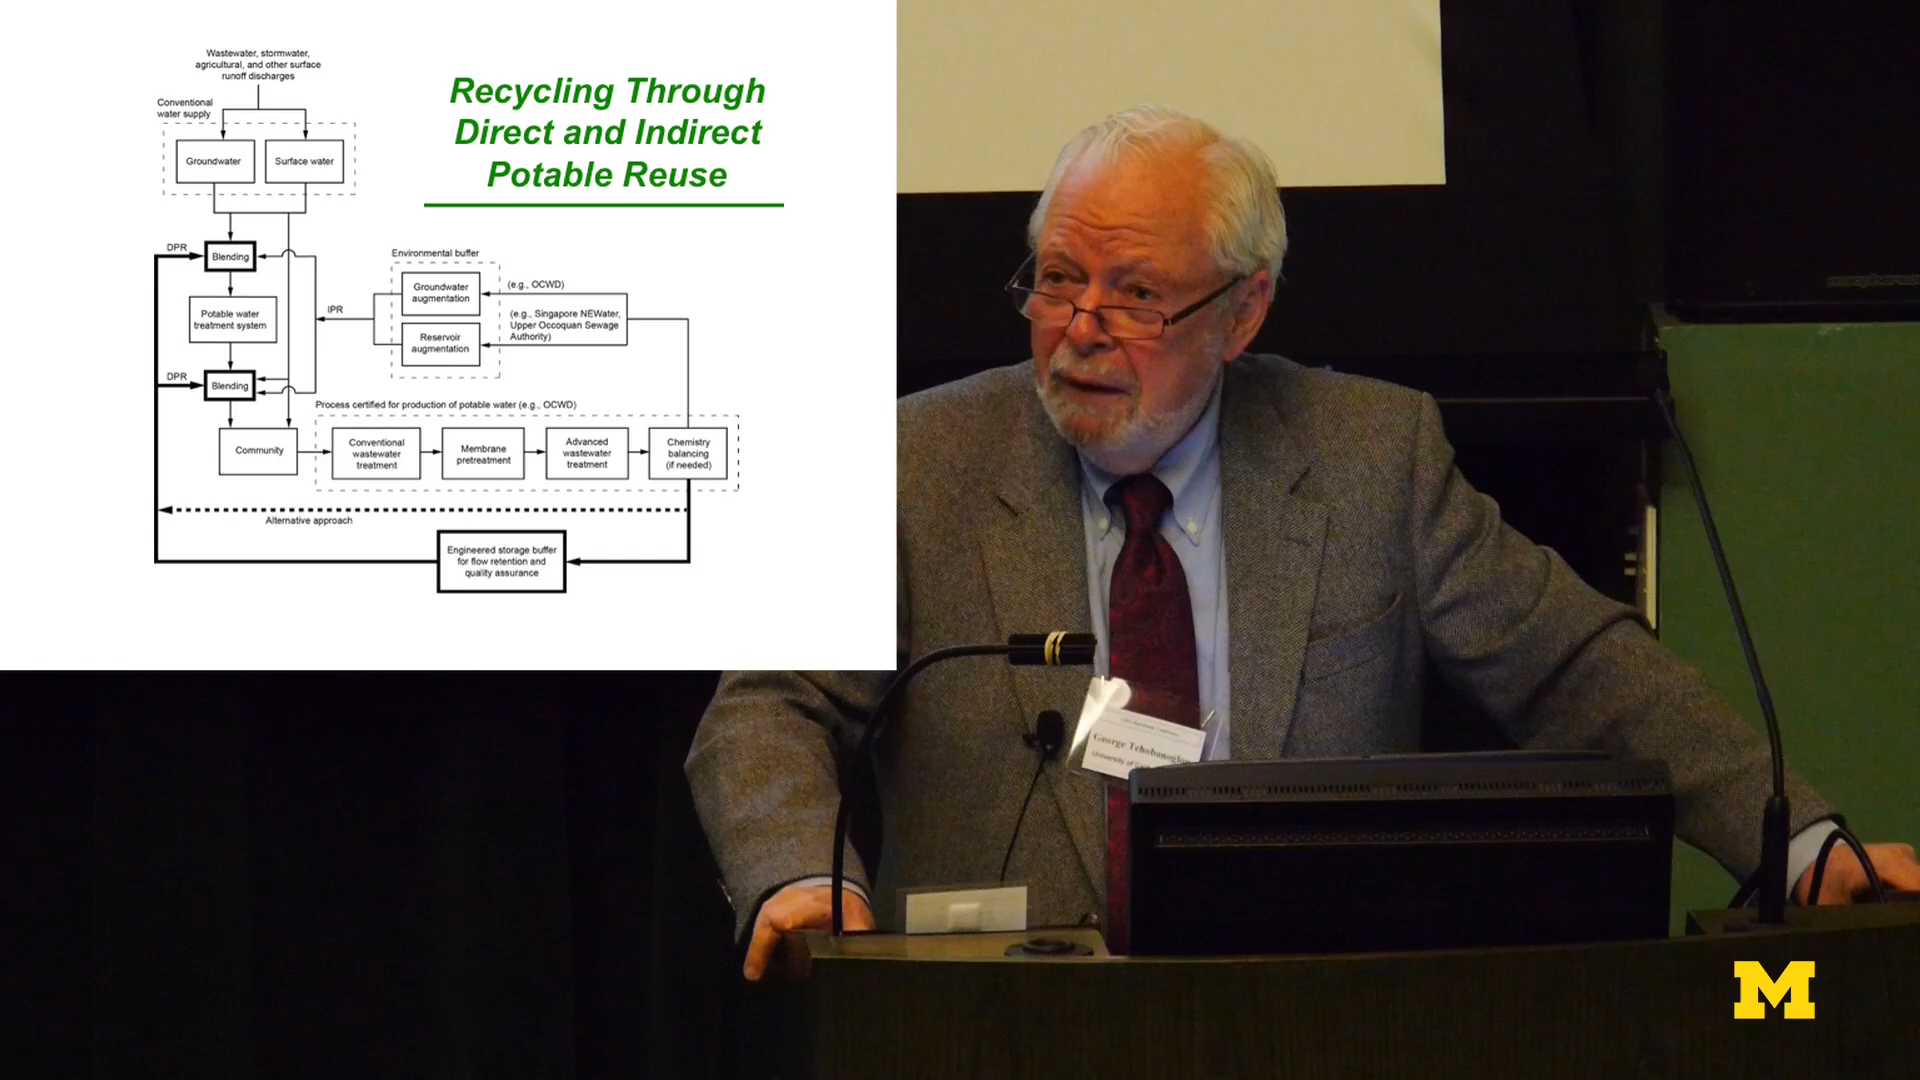 Wastewater, stormwater,
agricultural, and other surface
runoff discharges
Conventional
water supply
Groundwater
Surface water
Recycling Through
Direct and Indirect
Potable Reuse
DPR
Blending
Potable water
treatment system
DPR
Blending
Community
IPR
Environmental buffer
Groundwater
augmentation
Reservoir
augmentation
(e.g., OCWD)
(e.g., Singapore NEWater,
Upper Occoquan Sewage
Authority)
Process certified for production of potable water (e.g., OCWD)
Conventional
wastewater
treatment
Membrane
pretreatment
Advanced
wastewater
treatment
Chemistry
balancing
(if needed)
Alternative approach
Engineered storage buffer
for flow retention and
quality assurance
George Tchobanoglou
University of
M